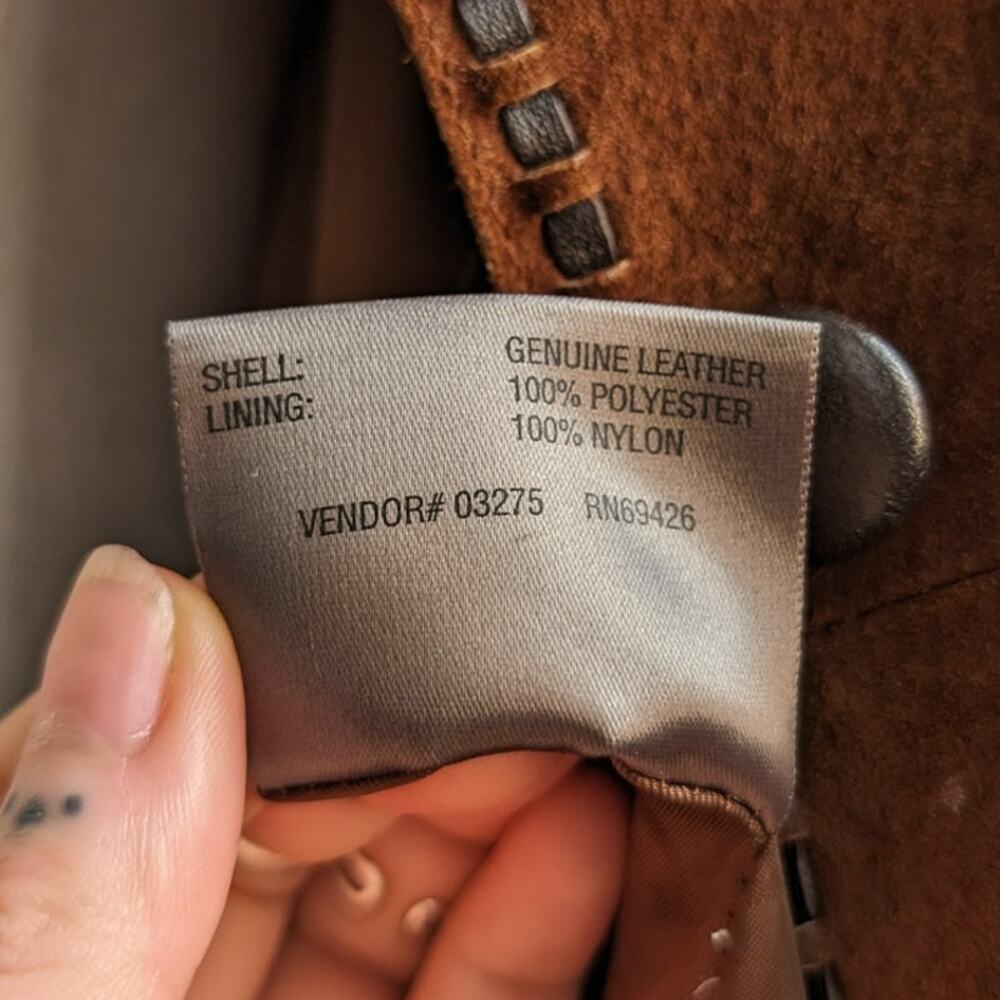 SHELL: GENUINE LEATHER
LINING: 100% POLYESTER
100% NYLON
VENDOR# 03275 RN69426